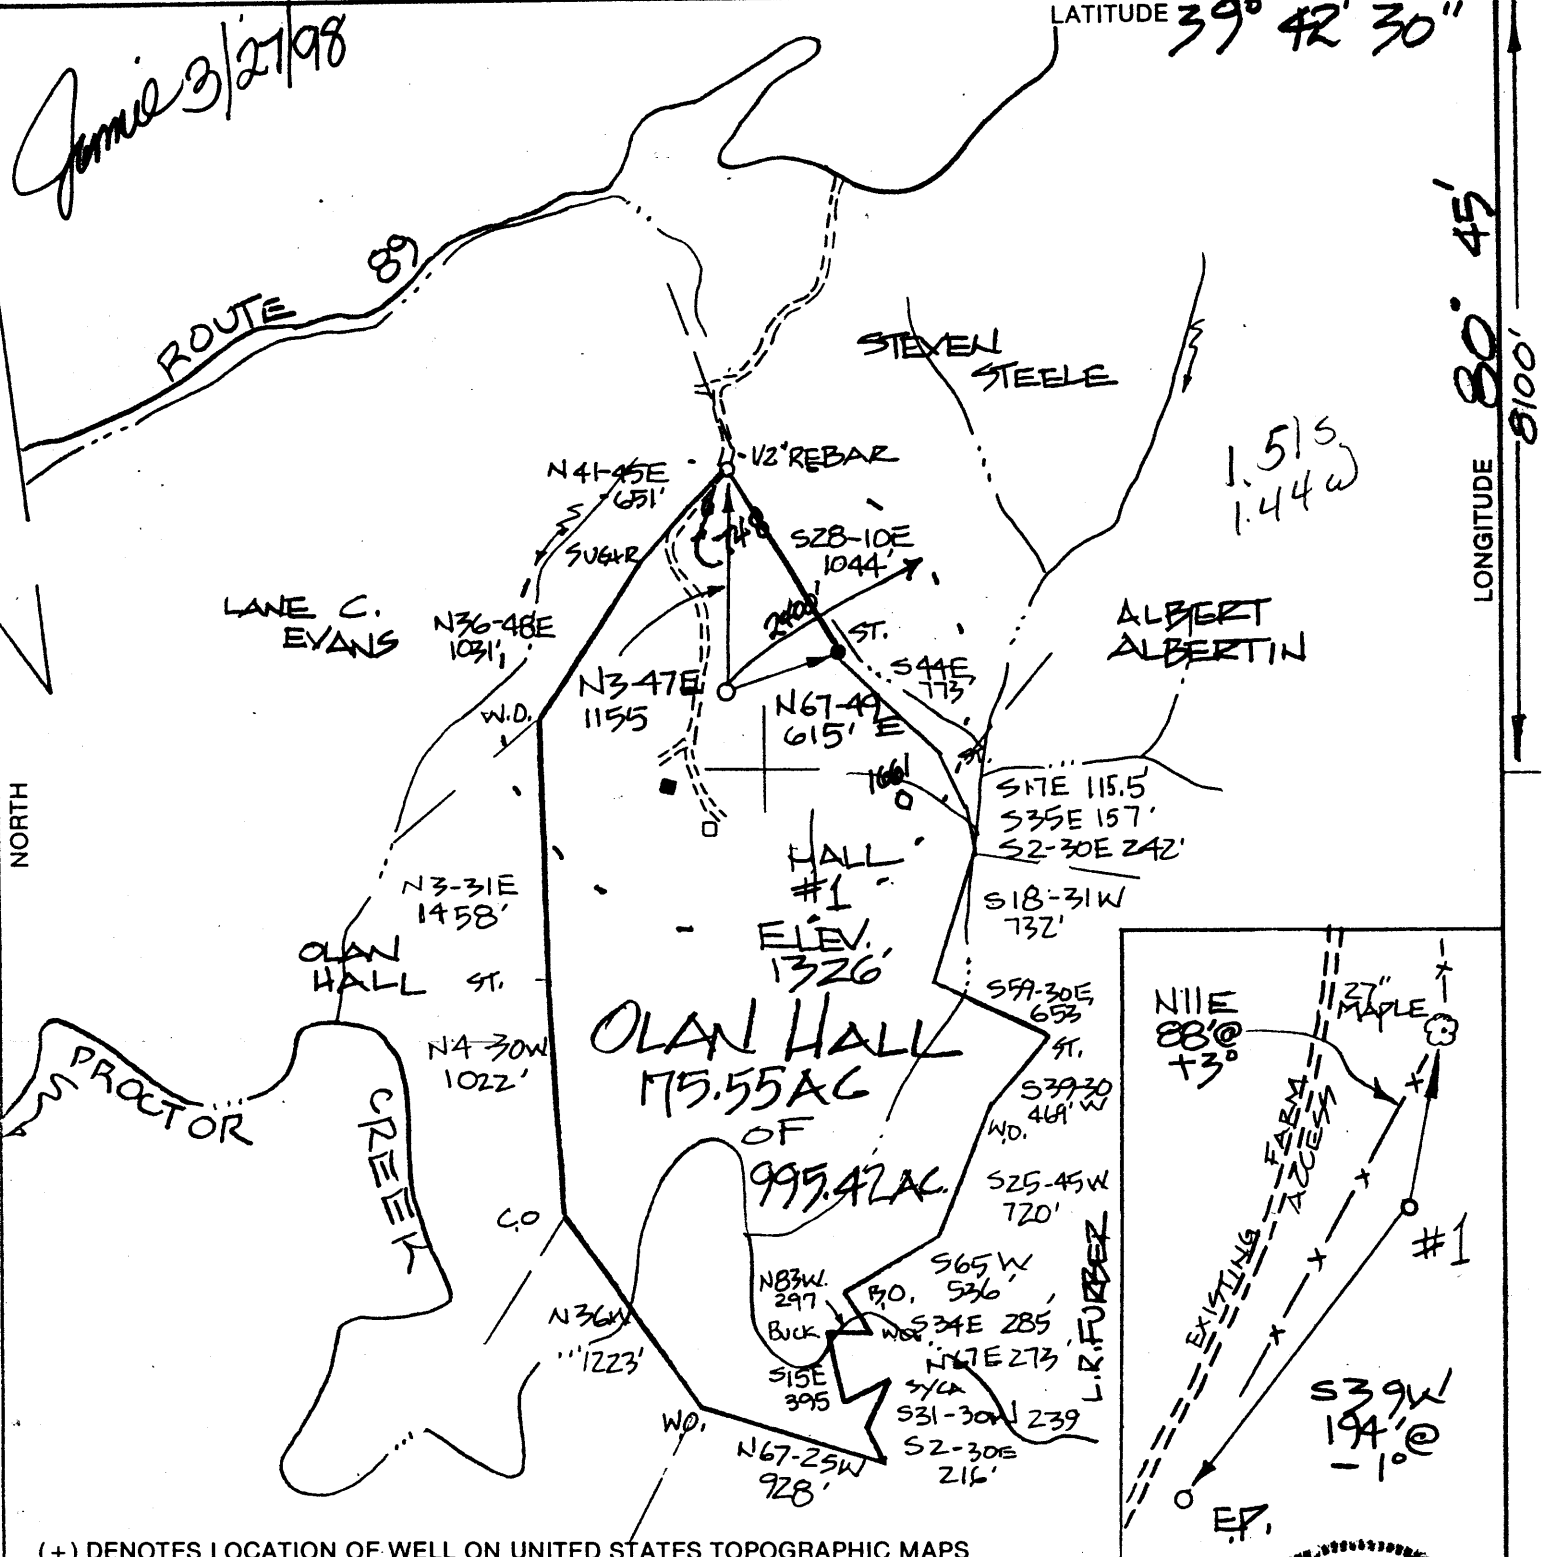 LATITUDE 39° 42' 30"
Jamie 3/27/98
LONGITUDE 80° 45'
8100'
ROUTE 89
STEVEN
STEELE
1.51 S
1.44 W
1/2" REBAR
N41-45E
651'
SUGAR
S28-10E
1044'
2400'
ST.
LANE C.
EVANS
N36-48E
1031'
ALBERT
ALBERTIN
S44E
773'
N3-47E
1155
N67-49E
615'
W.O.
166'
ST.
S17E 115.5'
S35E 157'
S2-30E 242'
NORTH
HALL
#1
ELEV.
1326'
N3-31E
1458'
S18-31W
732'
OLAN
HALL
ST.
S59-30E
653'
ST.
OLAN HALL
175.55AC
OF
995.42AC.
N4-30W
1022'
S39-30W
469'
W.O.
PROCTOR
CREEK
S25-45W
720'
C.O
S65W
536'
N83W.
297
B.O.
BUCK
W.O.
S34E 285'
N67E 273'
N36W
1223'
S15E
395
SYCA
S31-30W 239
S2-30E
216'
W.O.
N67-25W
928'
L.R. FURBEE
N11E
88'@
+3°
27"
MAPLE
EXISTING FARM
ACCESS
#1
S39W
194'@
-1°
E.P.
(+) DENOTES LOCATION OF WELL ON UNITED STATES TOPOGRAPHIC MAPS